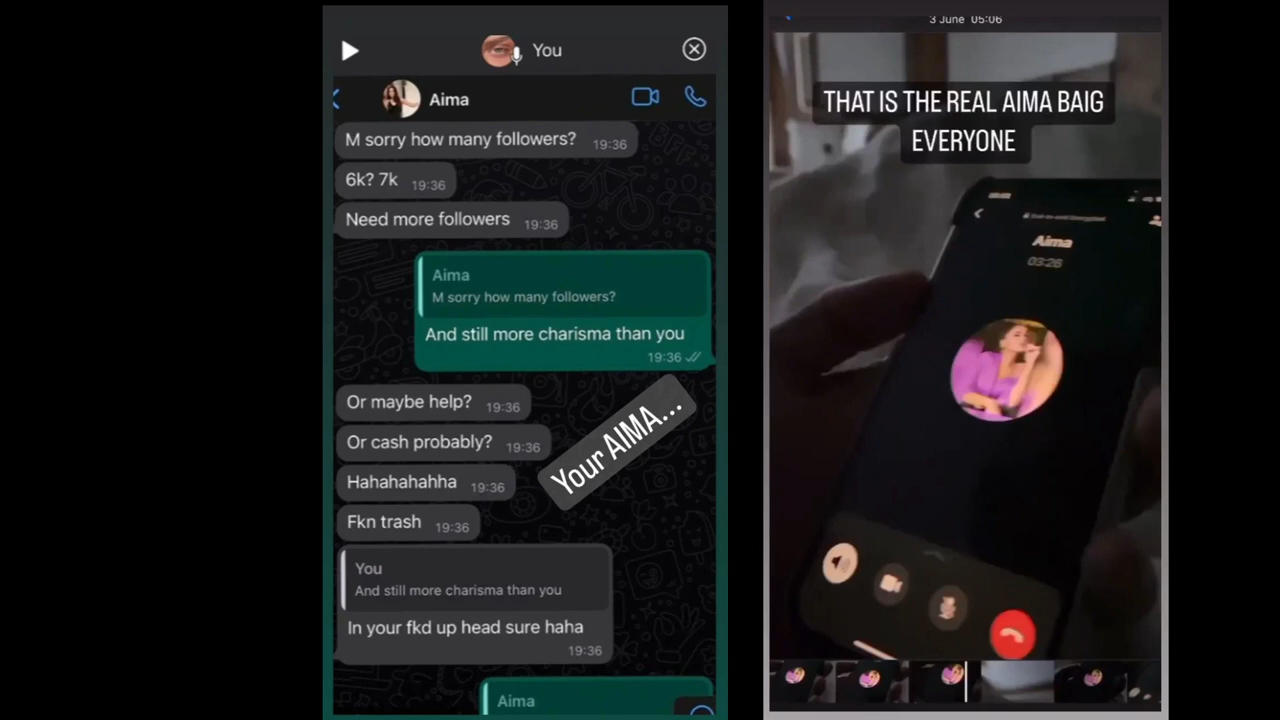 You
Aima
M sorry how many followers?
19:36
6k? 7k
19:36
Need more followers
19:36
Aima
M sorry how many followers?
And still more charisma than you
19:36
Or maybe help?
19:36
Or cash probably?
19:36
Hahahahahha
19:36
Fkn trash
19:36
Your AIMA...
You
And still more charisma than you
In your fkd up head sure haha
19:36
Aima
3 June 05:06
THAT IS THE REAL AIMA BAIG
EVERYONE
Aima
03:26